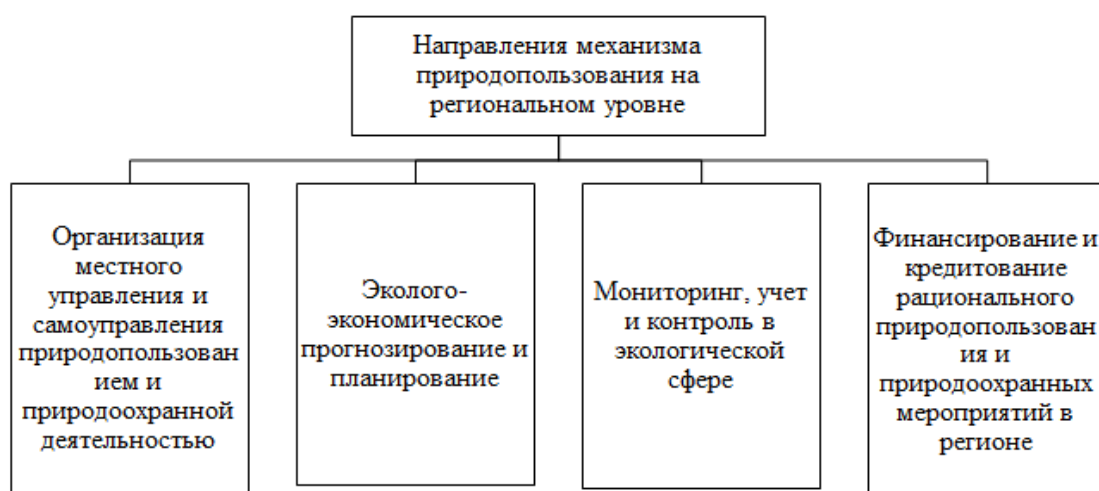 Направления механизма
природопользования на
региональном уровне
Организация
местного
управления и
самоуправления
природопользован
ием и
природоохранной
деятельностью
Эколого-
экономическое
прогнозирование и
планирование
Мониторинг, учет
и контроль в
экологической
сфере
Финансирование и
кредитование
рационального
природопользован
ия и
природоохранных
мероприятий в
регионе